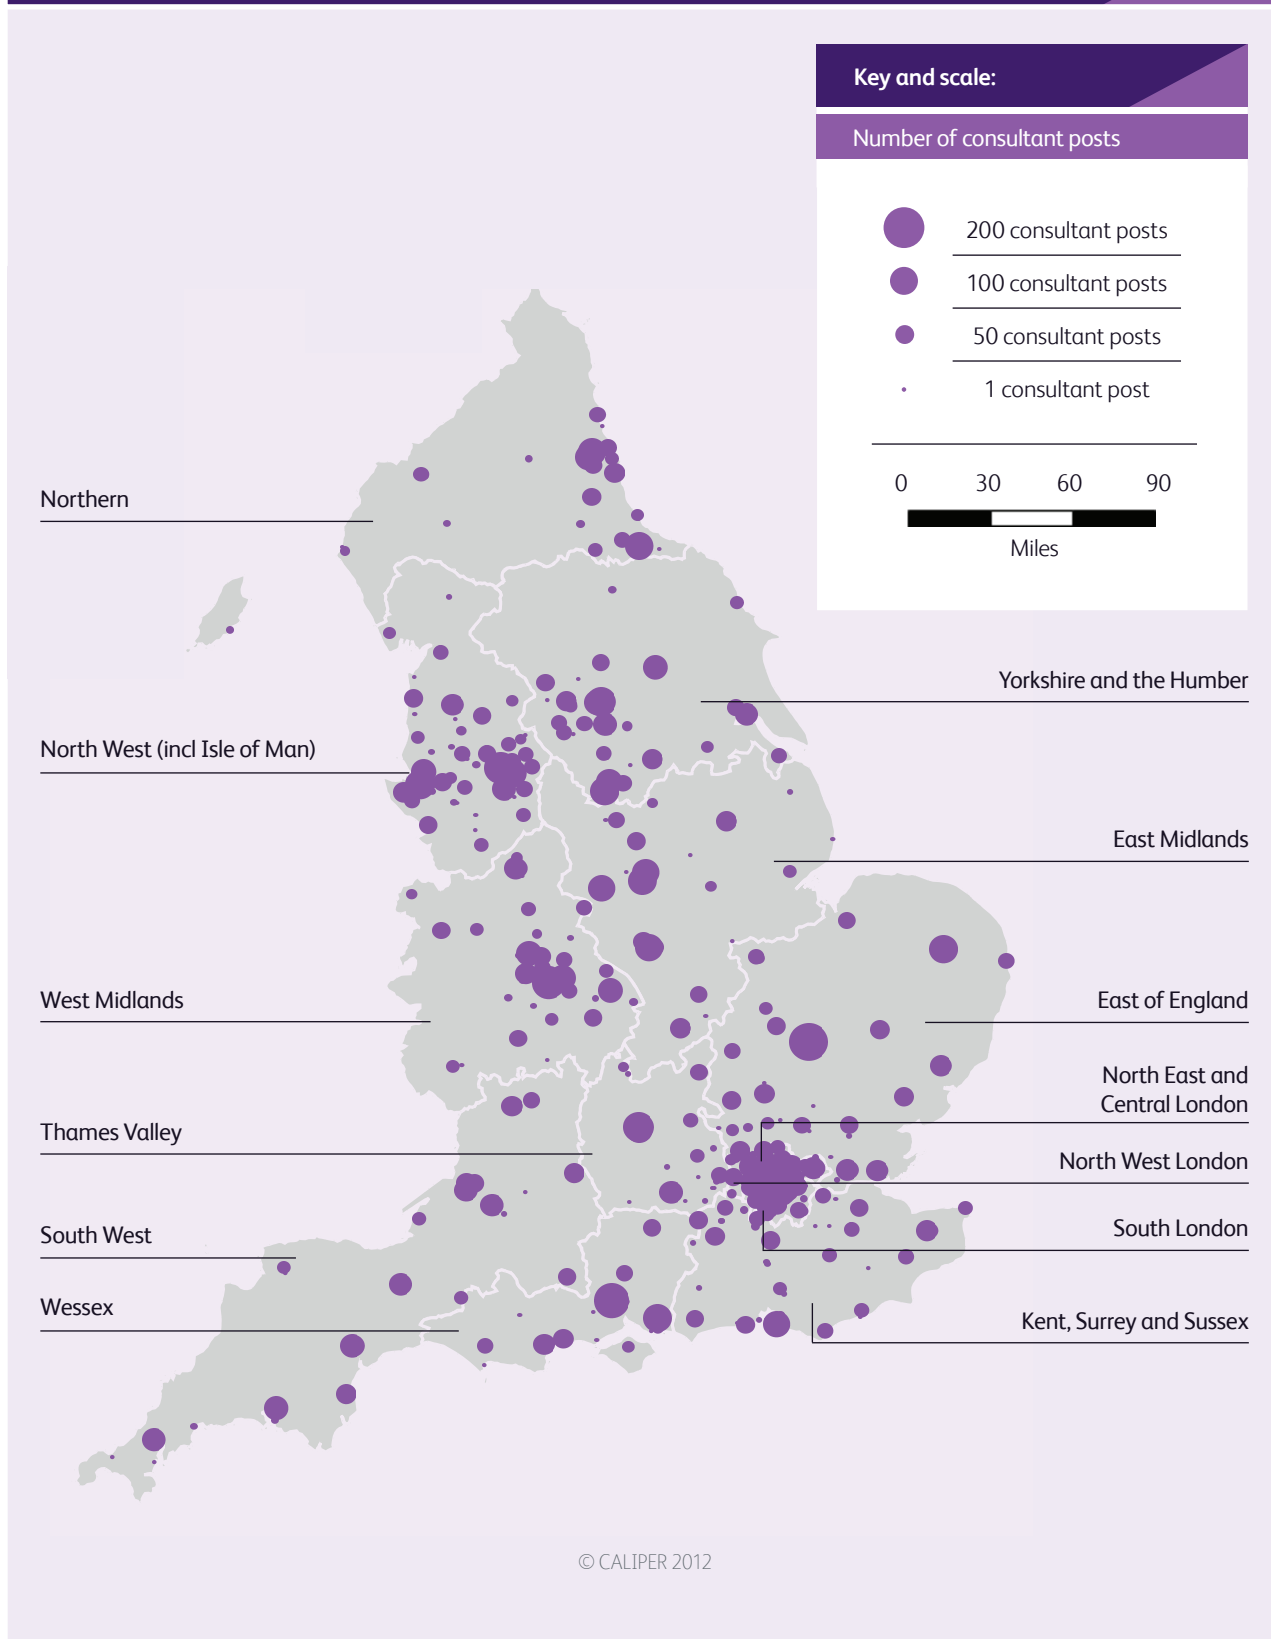 Key and scale:
Number of consultant posts
200 consultant posts
100 consultant posts
50 consultant posts
1 consultant post
0 30 60 90
Miles
Northern
Yorkshire and the Humber
North West (incl Isle of Man)
East Midlands
West Midlands
East of England
North East and
Central London
Thames Valley
North West London
South West
South London
Wessex
Kent, Surrey and Sussex
© CALIPER 2012